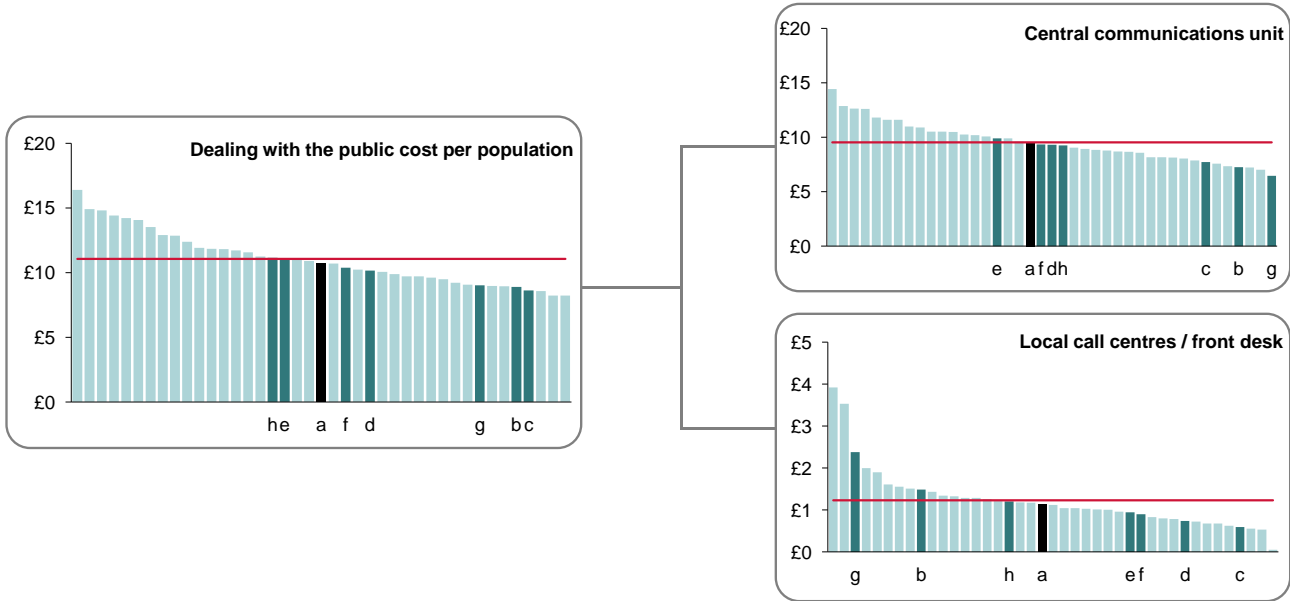 Dealing with the public cost per population
£20
£15
£10
£5
£0
h e a f d g b c
Central communications unit
£20
£15
£10
£5
£0
e a f d h c b g
Local call centres / front desk
£5
£4
£3
£2
£1
£0
g b h a e f d c